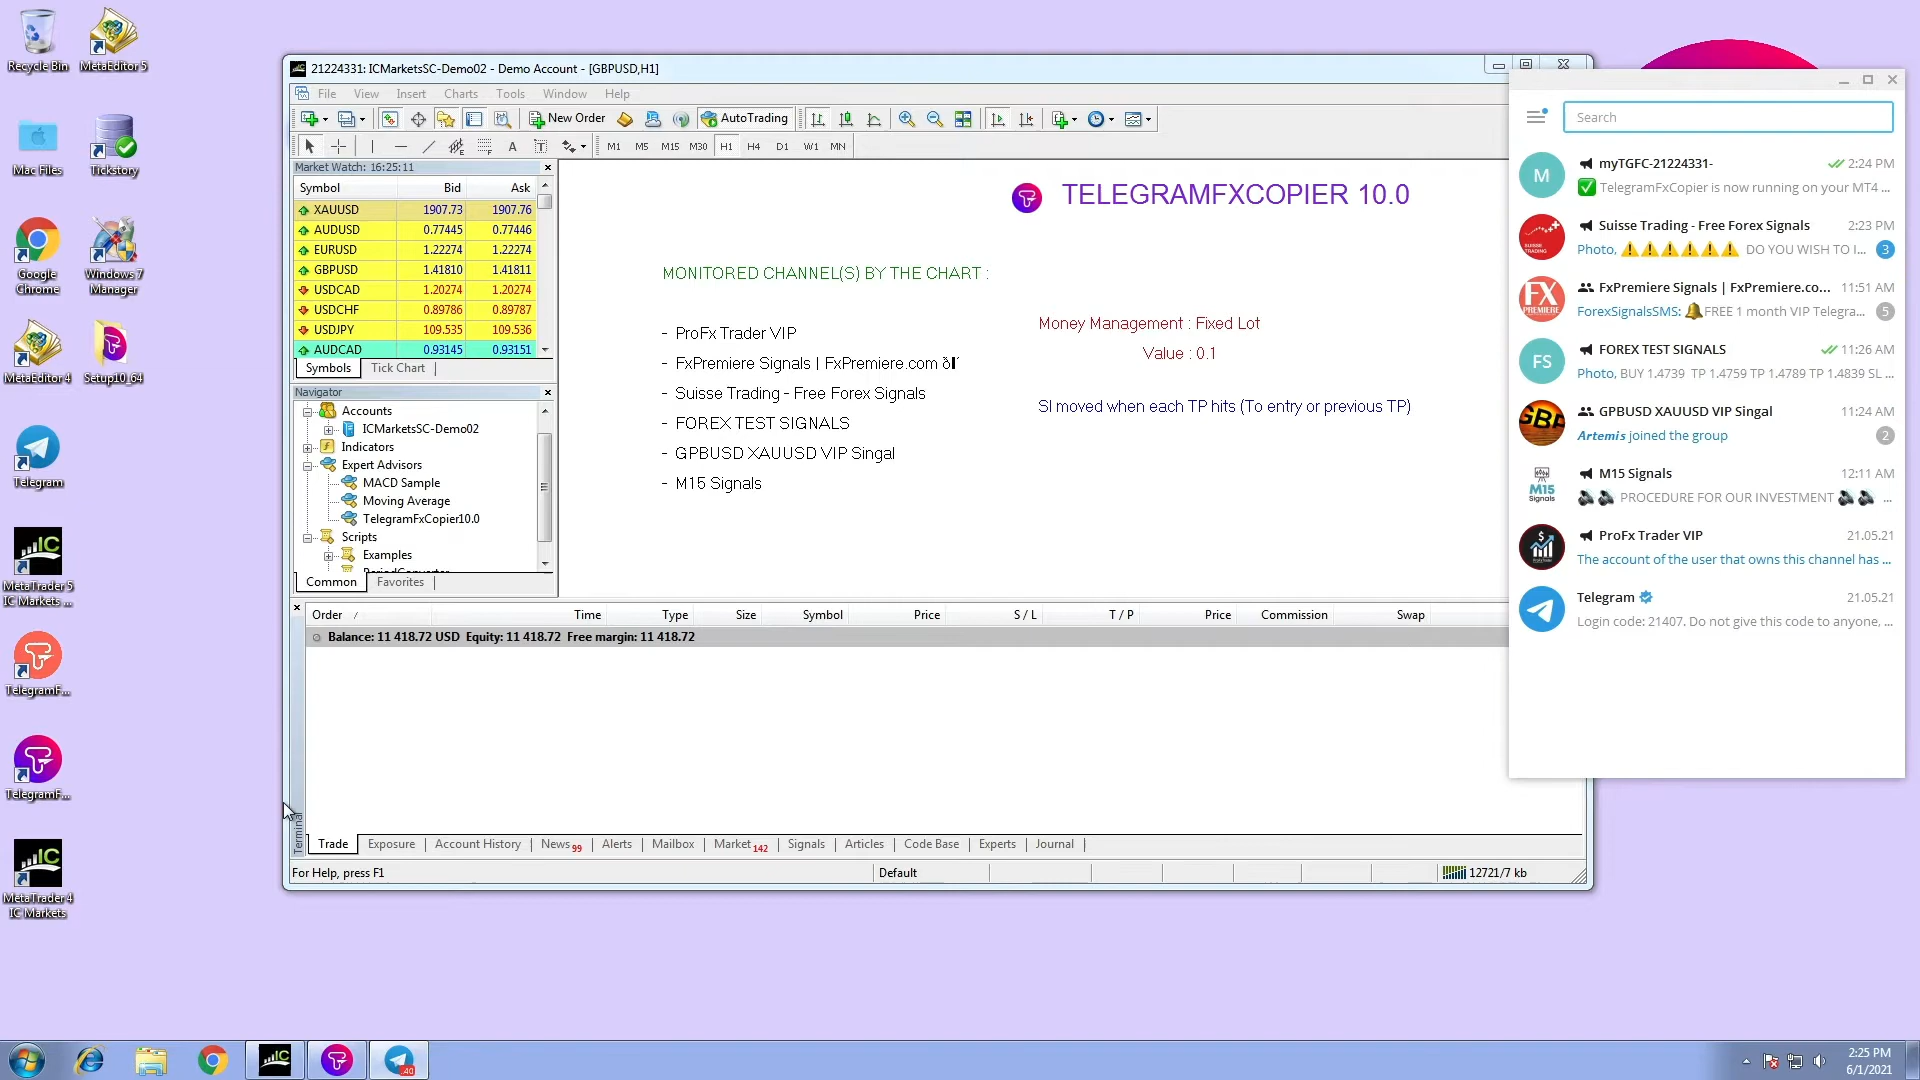 Recycle Bin
MetaEditor 5
Mac Files
Tickstory
Google Chrome
Windows 7 Manager
MetaEditor 4
Setup10_64
Telegram
MetaTrader 5 IC Markets ...
TelegramF...
TelegramF...
MetaTrader 4 IC Markets
21224331: ICMarketsSC-Demo02 - Demo Account - [GBPUSD,H1]
File View Insert Charts Tools Window Help
New Order AutoTrading
A T M1 M5 M15 M30 H1 H4 D1 W1 MN
Market Watch: 16:25:11
Symbol Bid Ask
XAUUSD 1907.73 1907.76
AUDUSD 0.77445 0.77446
EURUSD 1.22274 1.22274
GBPUSD 1.41810 1.41811
USDCAD 1.20274 1.20274
USDCHF 0.89786 0.89787
USDJPY 109.535 109.536
AUDCAD 0.93145 0.93151
Symbols Tick Chart
Navigator
Accounts
ICMarketsSC-Demo02
Indicators
Expert Advisors
MACD Sample
Moving Average
TelegramFxCopier10.0
Scripts
Examples
Common Favorites
TELEGRAMFXCOPIER 10.0
MONITORED CHANNEL(S) BY THE CHART :
- ProFx Trader VIP
- FxPremiere Signals | FxPremiere.com
- Suisse Trading - Free Forex Signals
- FOREX TEST SIGNALS
- GPBUSD XAUUSD VIP Singal
- M15 Signals
Money Management : Fixed Lot
Value : 0.1
Sl moved when each TP hits (To entry or previous TP)
Order / Time Type Size Symbol Price S / L T / P Price Commission Swap
Balance: 11 418.72 USD Equity: 11 418.72 Free margin: 11 418.72
Terminal
Trade Exposure Account History News 99 Alerts Mailbox Market 142 Signals Articles Code Base Experts Journal
For Help, press F1 Default 12721/7 kb
Search
M
myTGFC-21224331- 2:24 PM
TelegramFxCopier is now running on your MT4 ...
SUISSE TRADING
Suisse Trading - Free Forex Signals 2:23 PM
Photo, ⚠️⚠️⚠️⚠️⚠️⚠️ DO YOU WISH TO I... 3
FX PREMIERE
FxPremiere Signals | FxPremiere.co... 11:51 AM
ForexSignalsSMS: 🔔FREE 1 month VIP Telegra... 5
FS
FOREX TEST SIGNALS 11:26 AM
Photo, BUY 1.4739 TP 1.4759 TP 1.4789 TP 1.4839 SL ...
GBP
GPBUSD XAUUSD VIP Singal 11:24 AM
Artemis joined the group 2
M15 Signals
M15 Signals 12:11 AM
🔊🔊 PROCEDURE FOR OUR INVESTMENT 🔊🔊 ...
ProFx Trader VIP 21.05.21
The account of the user that owns this channel has ...
Telegram 21.05.21
Login code: 21407. Do not give this code to anyone, ...
IC
.40
2:25 PM
6/1/2021